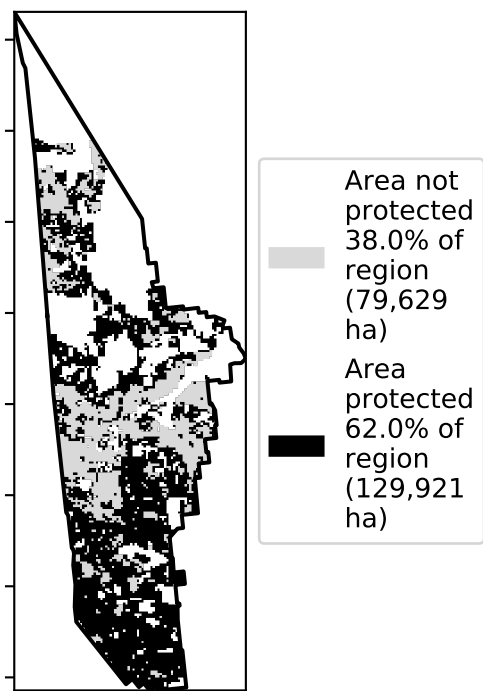 Area not
protected
38.0% of
region
(79,629
ha)
Area
protected
62.0% of
region
(129,921
ha)